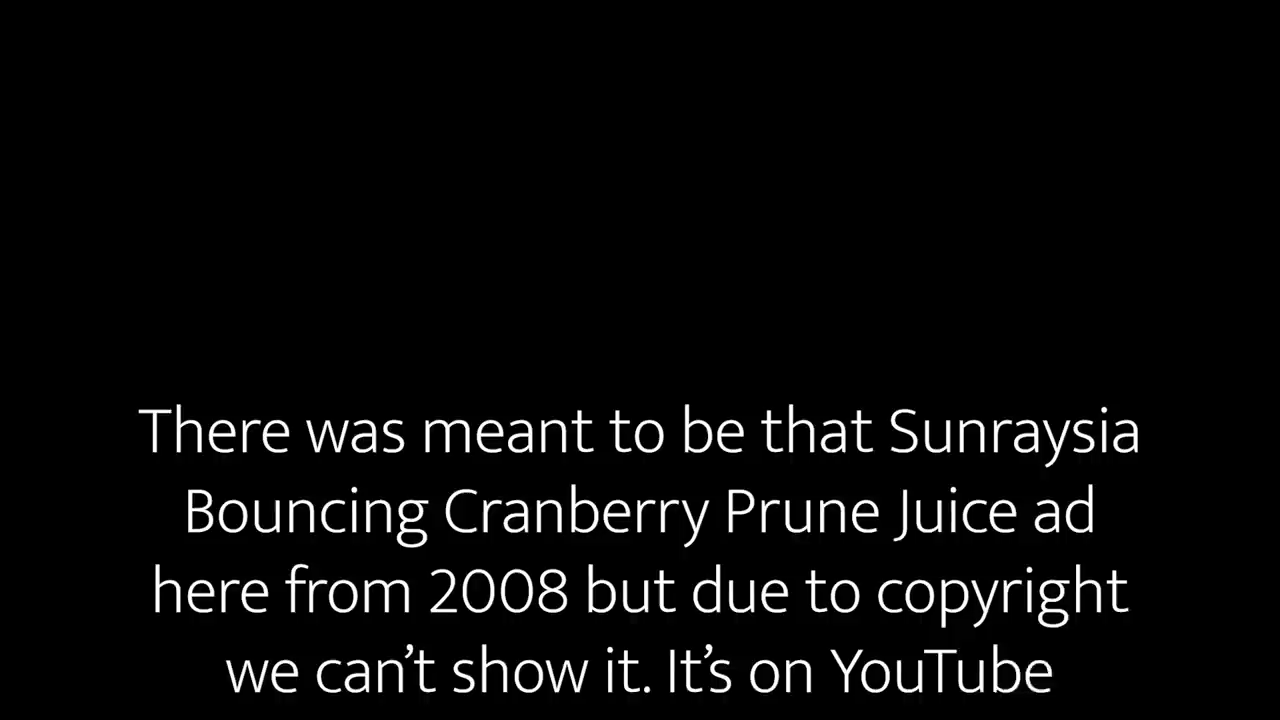 There was meant to be that Sunraysia
Bouncing Cranberry Prune Juice ad
here from 2008 but due to copyright
we can’t show it. It’s on YouTube